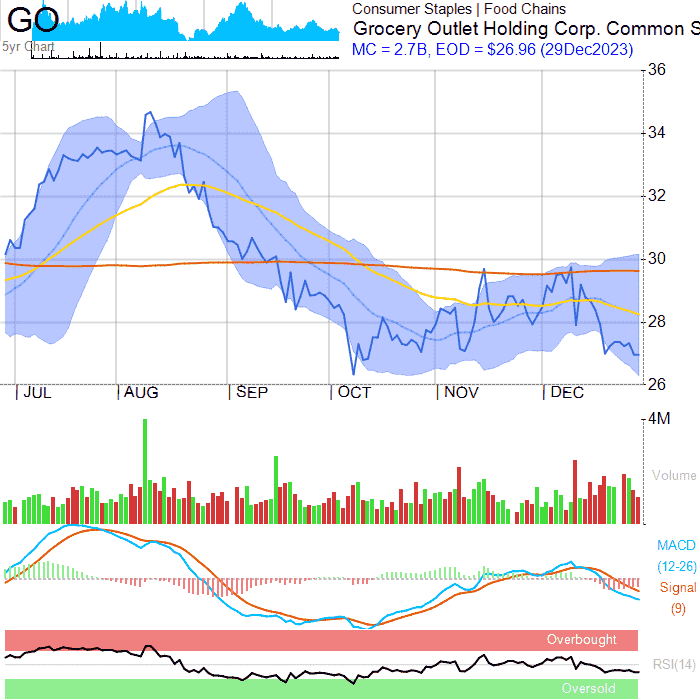 GO
5yr Chart
Consumer Staples | Food Chains
Grocery Outlet Holding Corp. Common S
MC = 2.7B, EOD = $26.96 (29Dec2023)
36
34
32
30
28
26
| JUL | AUG | SEP | OCT | NOV | DEC
4M
Volume
MACD
(12-26)
Signal
(9)
Overbought
RSI(14)
Oversold